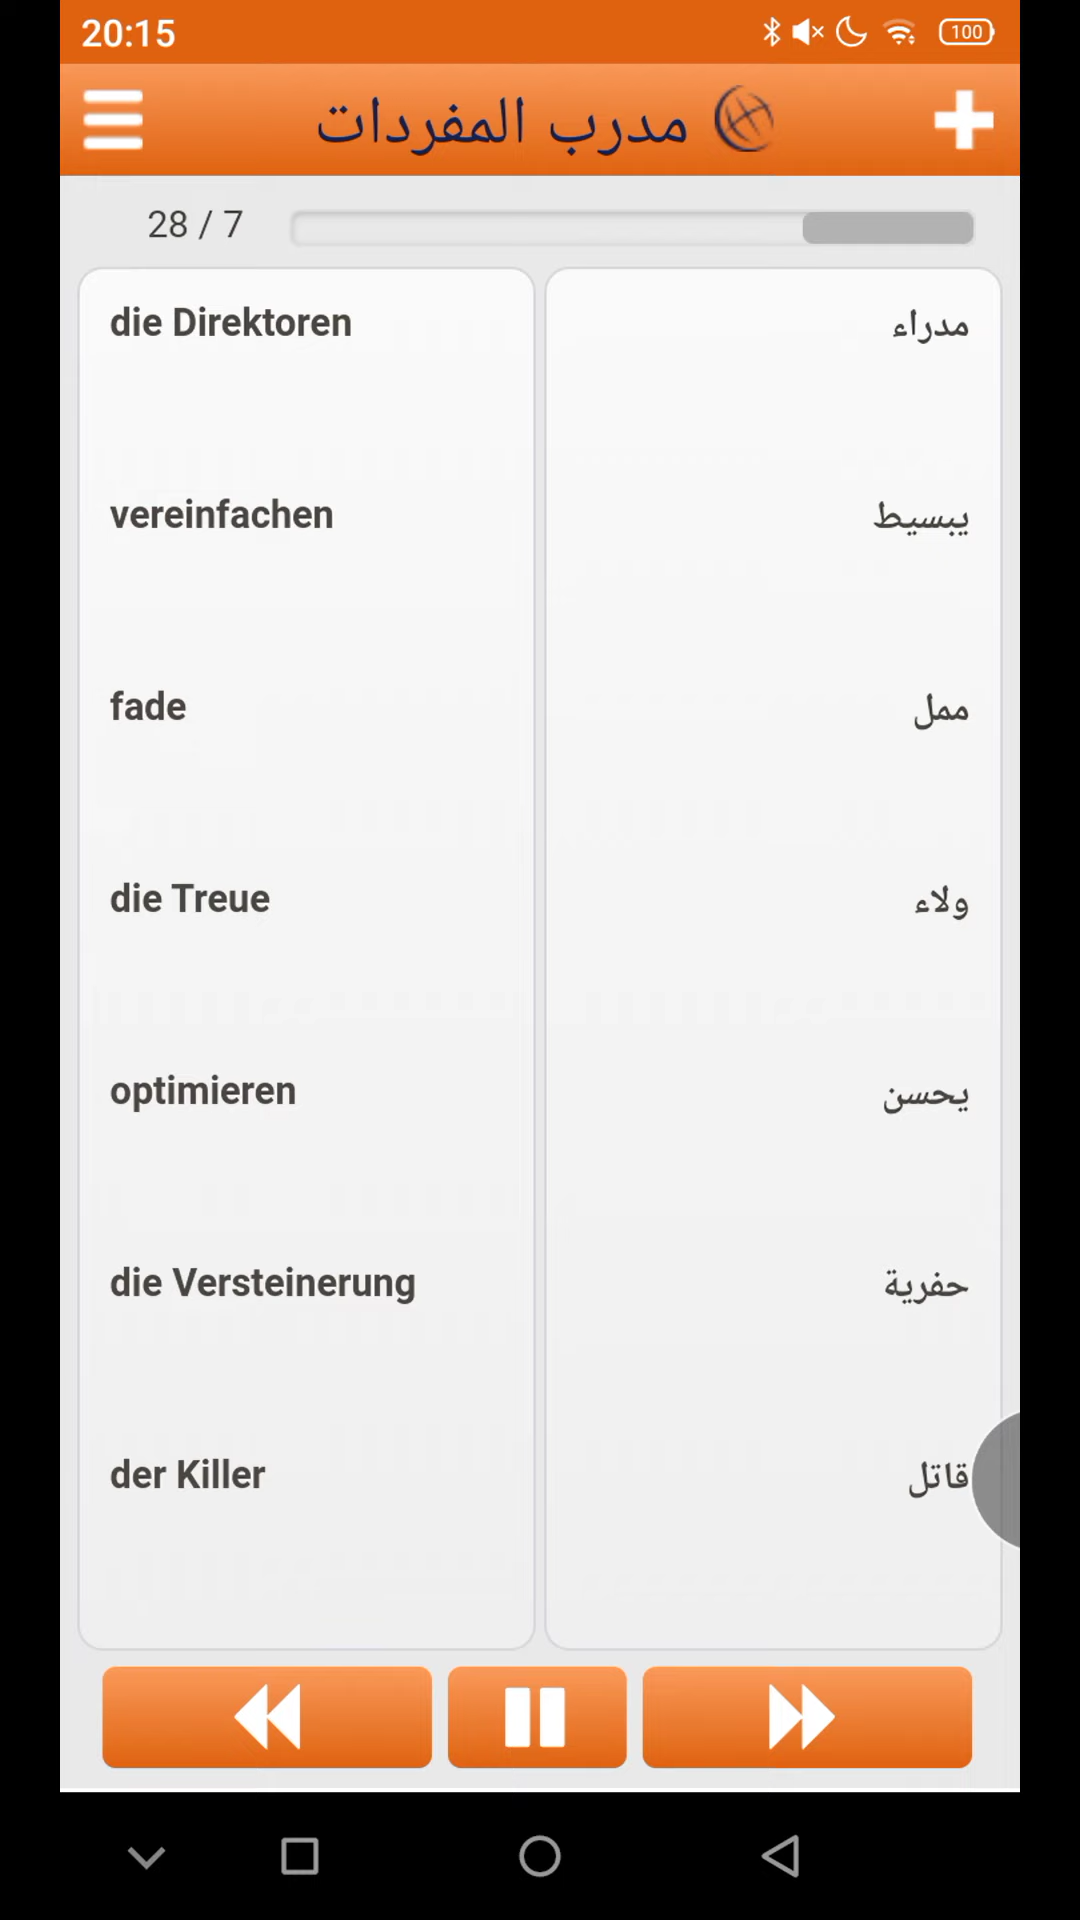 20:15
100
مدرب المفردات
28 / 7
die Direktoren
مدراء
vereinfachen
يبسيط
fade
ممل
die Treue
ولاء
optimieren
يحسن
die Versteinerung
حفرية
der Killer
قاتل